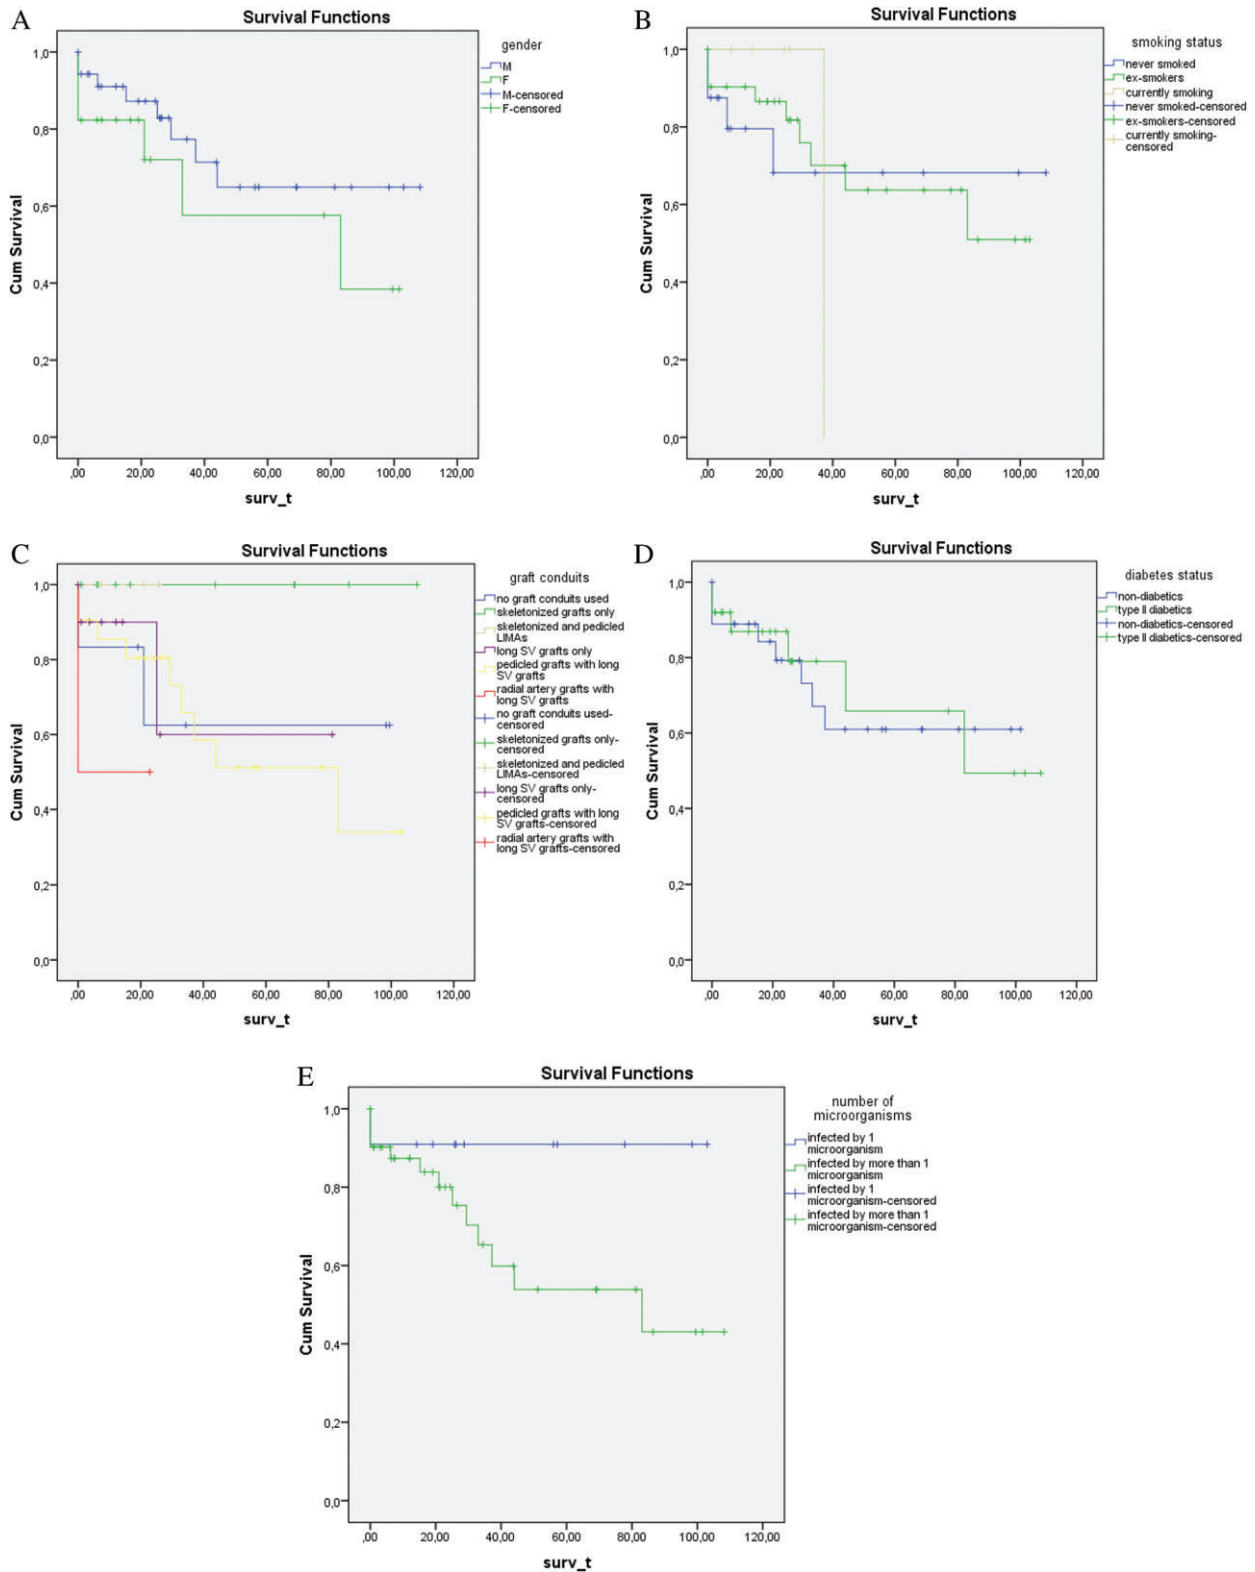 A
Survival Functions
gender
M
F
M-censored
F-censored
1,0
0,8
0,6
0,4
0,2
0,0
Cum Survival
,00
20,00
40,00
60,00
80,00
100,00
120,00
surv_t
B
Survival Functions
smoking status
never smoked
ex-smokers
currently smoking
never smoked-censored
ex-smokers-censored
currently smoking-
censored
1,0
0,8
0,6
0,4
0,2
0,0
Cum Survival
,00
20,00
40,00
60,00
80,00
100,00
120,00
surv_t
C
Survival Functions
graft conduits
no graft conduits used
skeletonized grafts only
skeletonized and pedicled
LIMAs
long SV grafts only
pedicled grafts with long
SV grafts
radial artery grafts with
long SV grafts
no graft conduits used-
censored
skeletonized grafts only-
censored
skeletonized and pedicled
LIMAs-censored
long SV grafts only-
censored
pedicled grafts with long
SV grafts-censored
radial artery grafts with
long SV grafts-censored
1,0
0,8
0,6
0,4
0,2
0,0
Cum Survival
,00
20,00
40,00
60,00
80,00
100,00
120,00
surv_t
D
Survival Functions
diabetes status
non-diabetics
type II diabetics
non-diabetics-censored
type II diabetics-censored
1,0
0,8
0,6
0,4
0,2
0,0
Cum Survival
,00
20,00
40,00
60,00
80,00
100,00
120,00
surv_t
E
Survival Functions
number of
microorganisms
infected by 1
microorganism
infected by more than 1
microorganism
infected by 1
microorganism-censored
infected by more than 1
microorganism-censored
1,0
0,8
0,6
0,4
0,2
0,0
Cum Survival
,00
20,00
40,00
60,00
80,00
100,00
120,00
surv_t